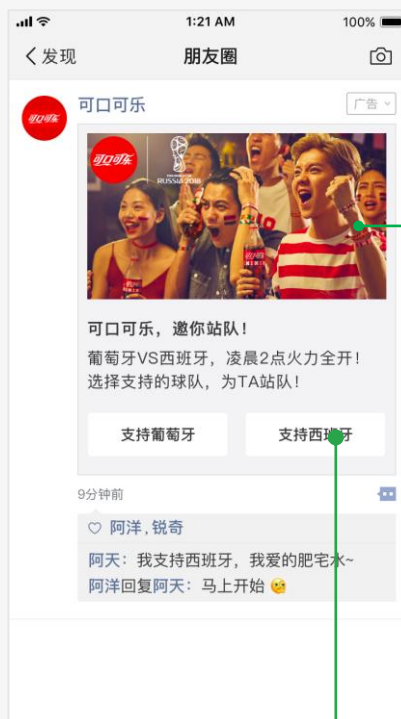 1:21 AM
100%
发现
朋友圈
可口可乐
广告
可口可乐
可口可乐
RUSSIA 2018
可口可乐，邀你站队！
葡萄牙VS西班牙，凌晨2点火力全开！
选择支持的球队，为TA站队！
支持葡萄牙
支持西班牙
9分钟前
阿洋,锐奇
阿天：我支持西班牙，我爱的肥宅水~
阿洋回复阿天：马上开始